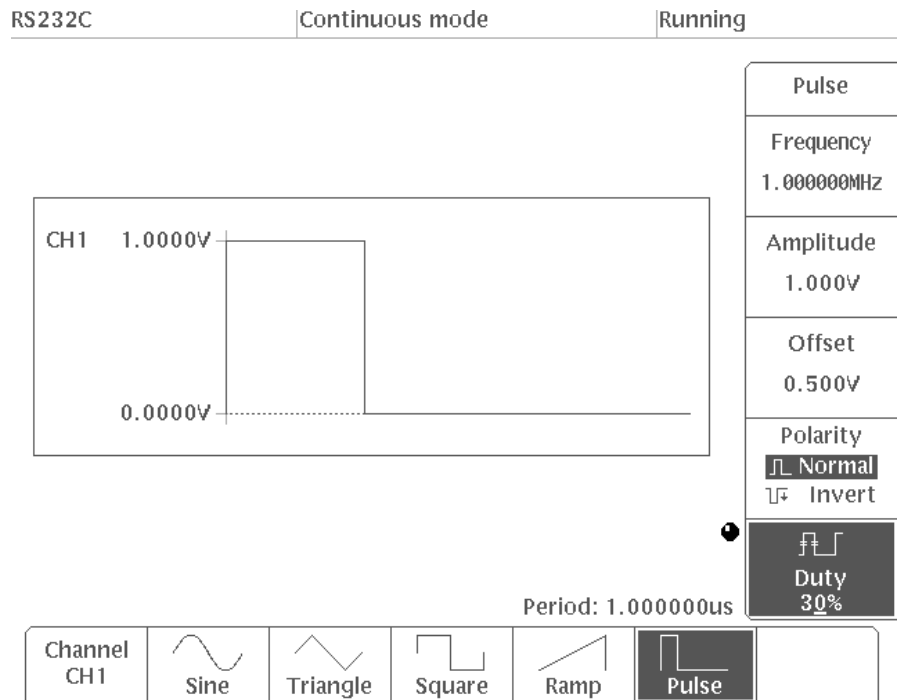 RS232C
Continuous mode
Running
CH1
1.0000V
0.0000V
Period: 1.000000us
Pulse
Frequency
1.000000MHz
Amplitude
1.000V
Offset
0.500V
Polarity
Normal
Invert
Duty
30%
Channel
CH1
Sine
Triangle
Square
Ramp
Pulse